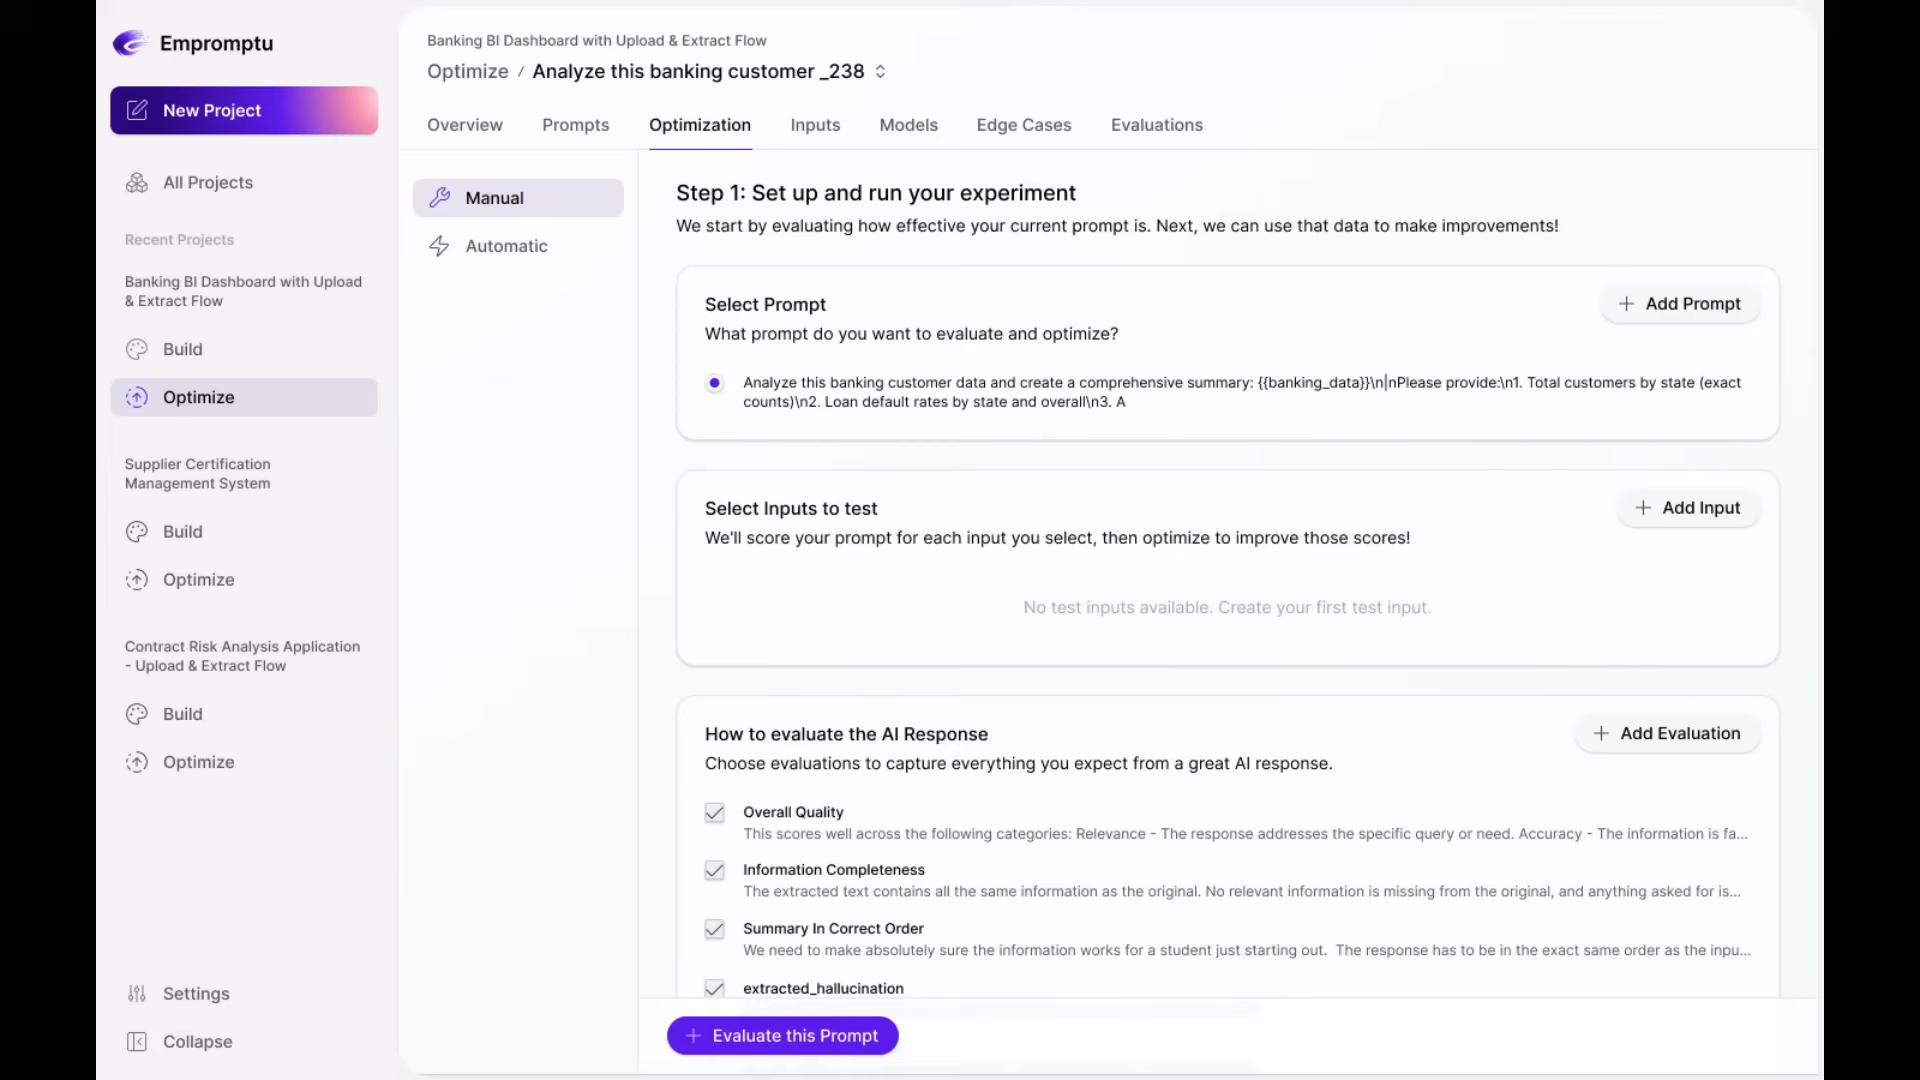 Empromptu
New Project
All Projects
Recent Projects
Banking BI Dashboard with Upload
& Extract Flow
Build
Optimize
Supplier Certification
Management System
Build
Optimize
Contract Risk Analysis Application
- Upload & Extract Flow
Build
Optimize
Settings
Collapse
Banking BI Dashboard with Upload & Extract Flow
Optimize / Analyze this banking customer _238
Overview Prompts Optimization Inputs Models Edge Cases Evaluations
Manual
Automatic
Step 1: Set up and run your experiment
We start by evaluating how effective your current prompt is. Next, we can use that data to make improvements!
Select Prompt
Add Prompt
What prompt do you want to evaluate and optimize?
Analyze this banking customer data and create a comprehensive summary: {{banking_data}}\n\nPlease provide:\n1. Total customers by state (exact
counts)\n2. Loan default rates by state and overall\n3. A
Select Inputs to test
Add Input
We'll score your prompt for each input you select, then optimize to improve those scores!
No test inputs available. Create your first test input.
How to evaluate the AI Response
Add Evaluation
Choose evaluations to capture everything you expect from a great AI response.
Overall Quality
This scores well across the following categories: Relevance - The response addresses the specific query or need. Accuracy - The information is fa...
Information Completeness
The extracted text contains all the same information as the original. No relevant information is missing from the original, and anything asked for is...
Summary In Correct Order
We need to make absolutely sure the information works for a student just starting out. The response has to be in the exact same order as the inpu...
extracted_hallucination
Evaluate this Prompt